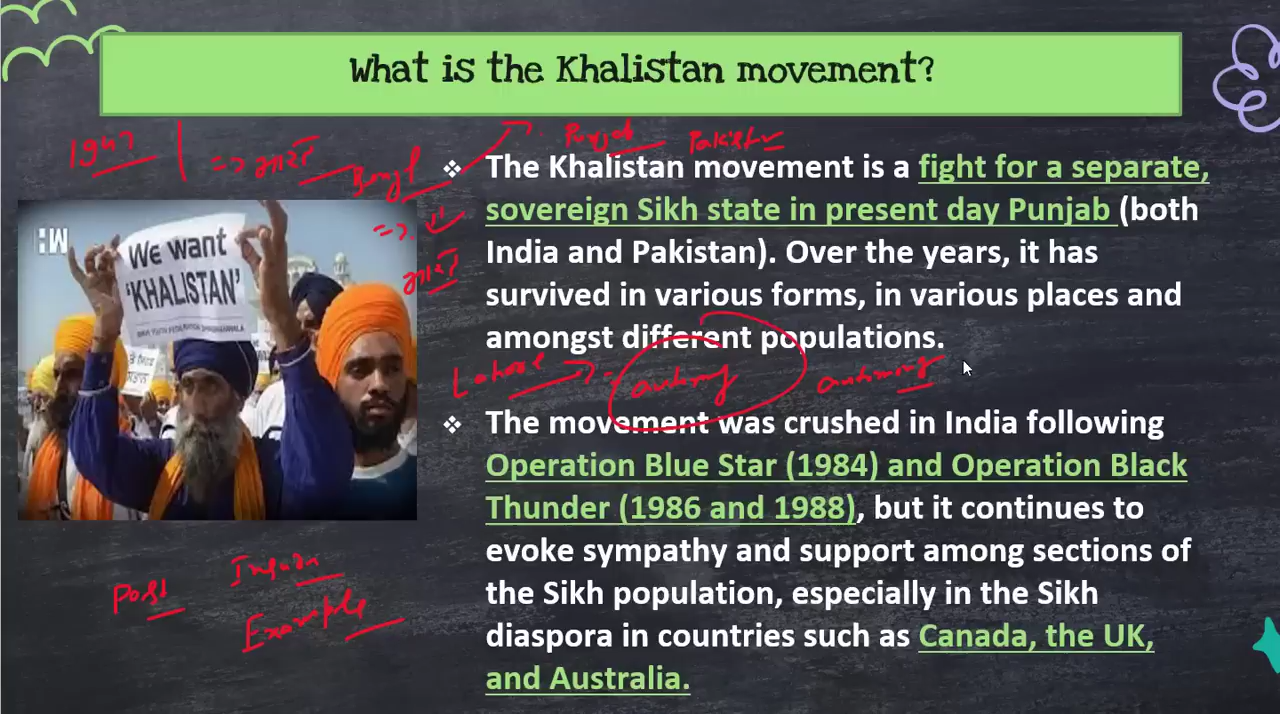 What is the Khalistan movement?
1947
=> भारत
Punjab
Pakistan
❖ The Khalistan movement is a fight for a separate,
sovereign Sikh state in present day Punjab (both
India and Pakistan). Over the years, it has
survived in various forms, in various places and
amongst different populations.
We want
'KHALISTAN'
HW
भारत
Lahore
❖ The movement was crushed in India following
Operation Blue Star (1984) and Operation Black
Thunder (1986 and 1988), but it continues to
evoke sympathy and support among sections of
the Sikh population, especially in the Sikh
diaspora in countries such as Canada, the UK,
and Australia.
Post
Example